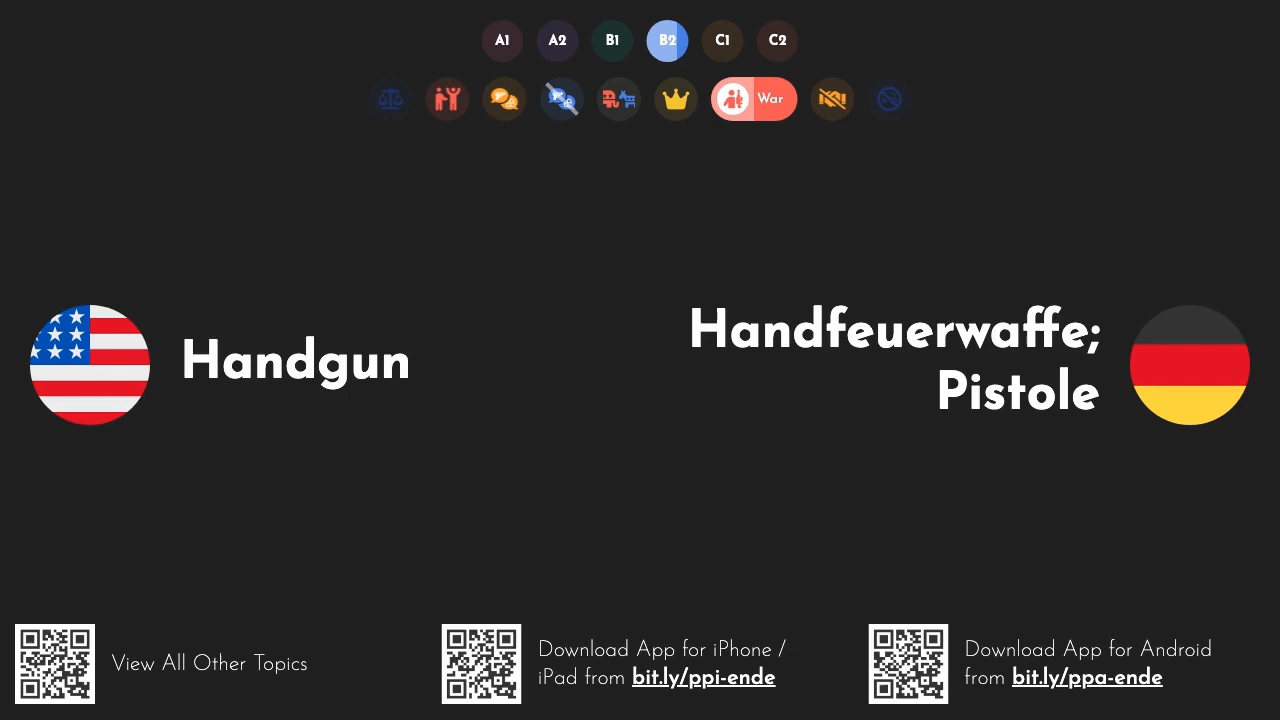 A1 A2 B1 B2 C1 C2
War
Handgun
Handfeuerwaffe;
Pistole
View All Other Topics
Download App for iPhone /
iPad from bit.ly/ppi-ende
Download App for Android
from bit.ly/ppa-ende